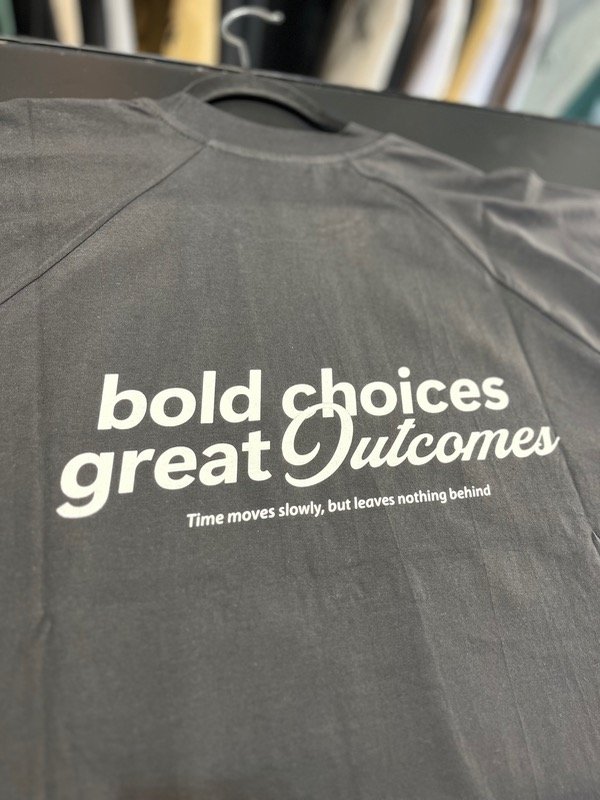 bold choices
great Outcomes
Time moves slowly, but leaves nothing behind